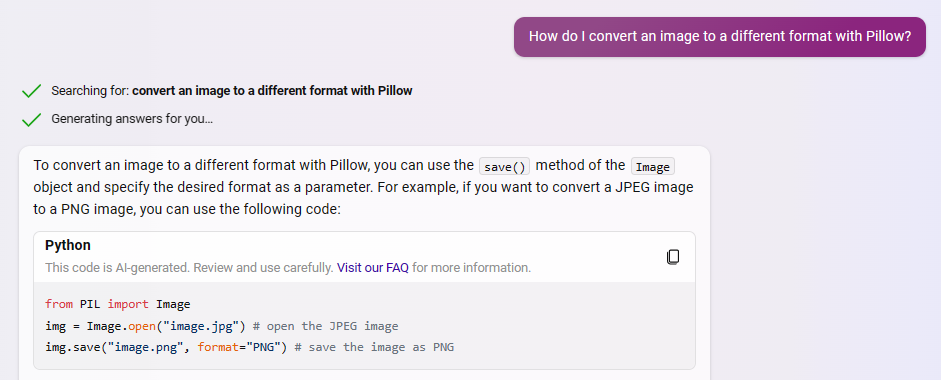 How do I convert an image to a different format with Pillow?
Searching for: convert an image to a different format with Pillow
Generating answers for you...
To convert an image to a different format with Pillow, you can use the save() method of the Image
object and specify the desired format as a parameter. For example, if you want to convert a JPEG image
to a PNG image, you can use the following code:
Python
This code is AI-generated. Review and use carefully. Visit our FAQ for more information.
from PIL import Image
img = Image.open("image.jpg") # open the JPEG image
img.save("image.png", format="PNG") # save the image as PNG